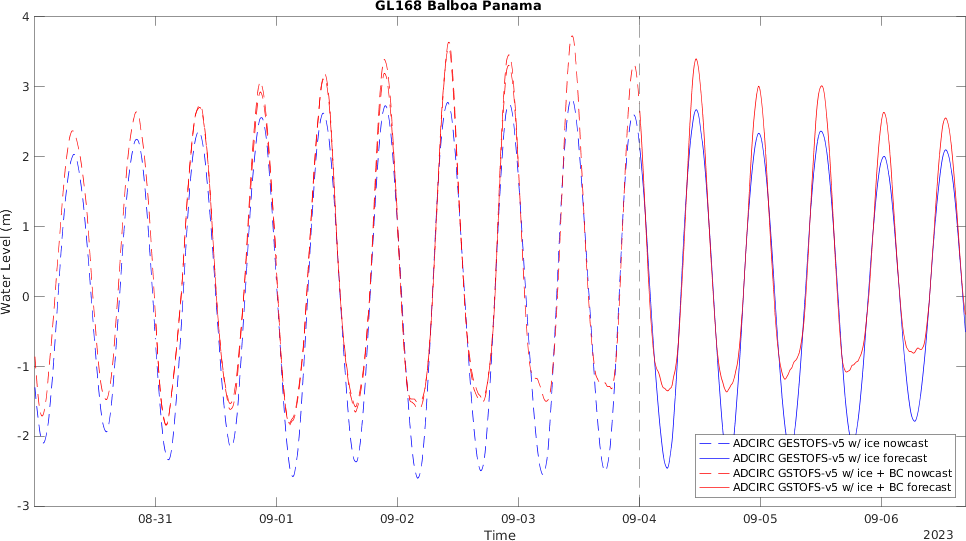 GL168 Balboa Panama
4
3
2
1
0
-1
-2
-3
Water Level (m)
08-31
09-01
09-02
09-03
09-04
09-05
09-06
Time
2023
ADCIRC GESTOFS-v5 w/ ice nowcast
ADCIRC GESTOFS-v5 w/ ice forecast
ADCIRC GSTOFS-v5 w/ ice + BC nowcast
ADCIRC GSTOFS-v5 w/ ice + BC forecast